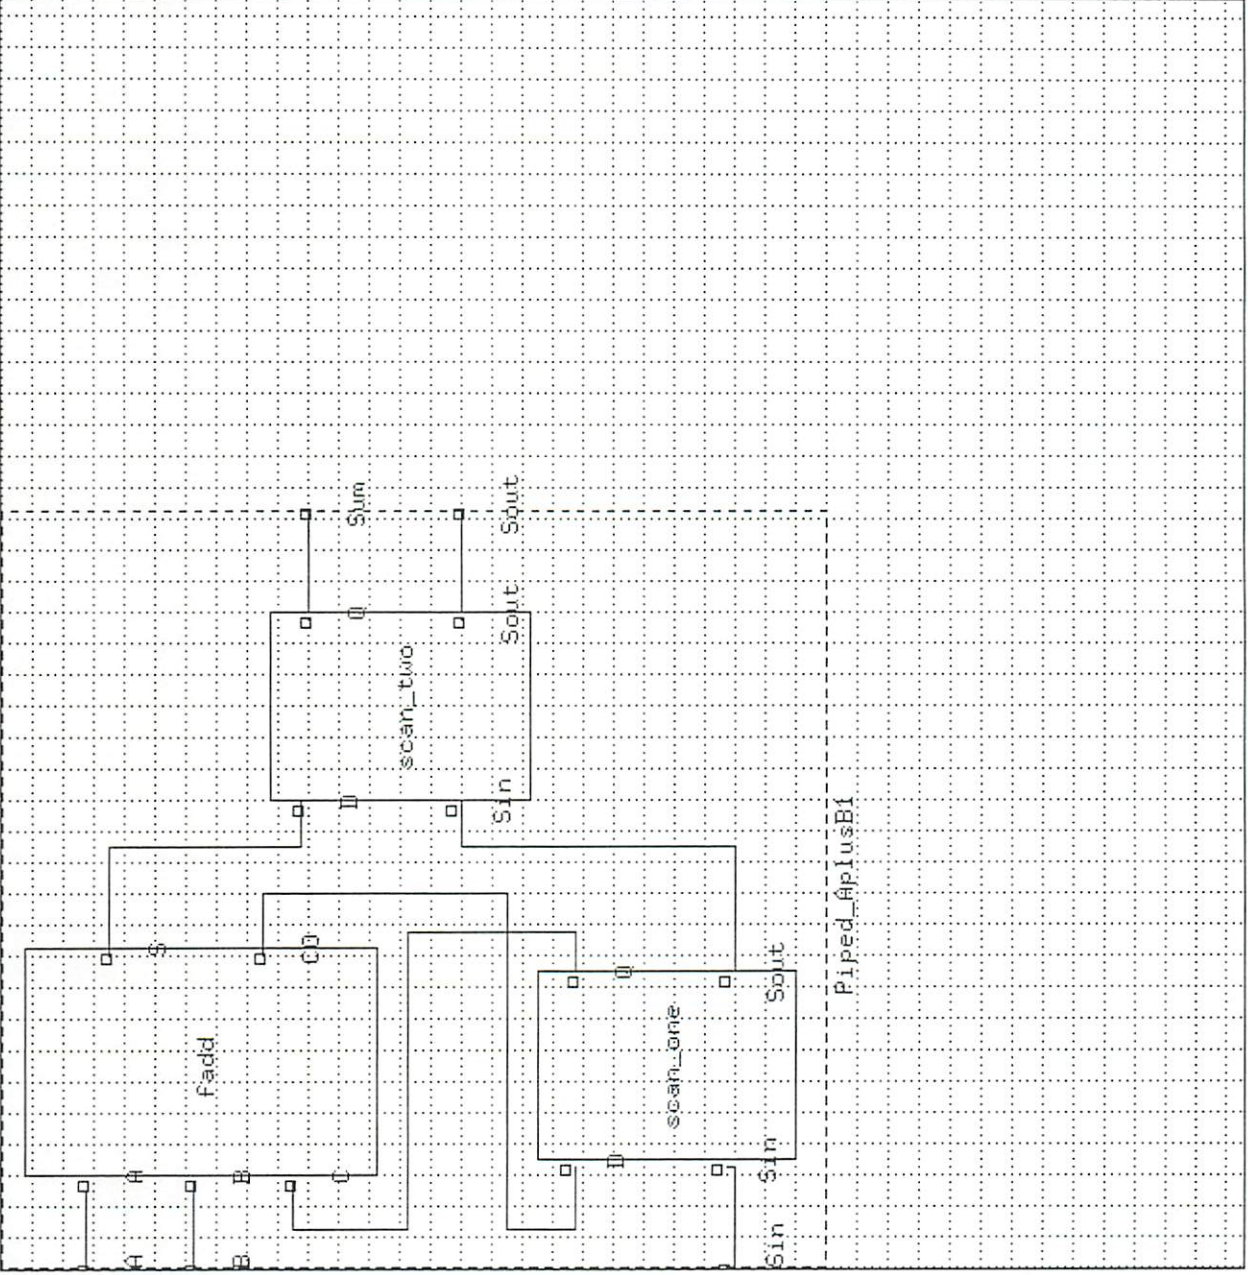 A
A
S
fadd
B
B
CO
C
D
Q
Sum
scan_two
Sin
Sout
Sout
D
Q
scan_one
Sin
Sin
Sout
Piped_AplusB1